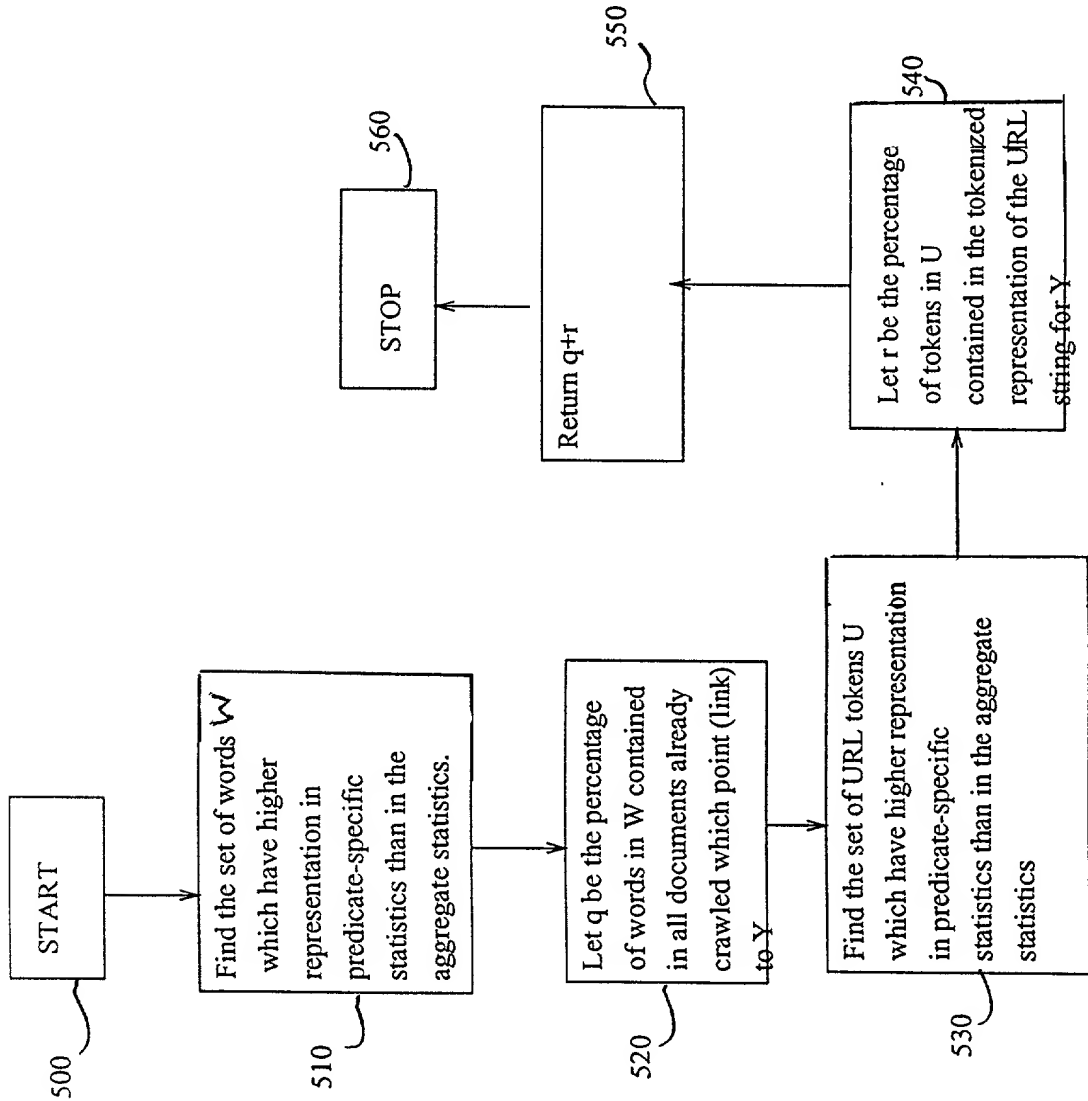 START
500
Find the set of words W
which have higher
representation in
predicate-specific
statistics than in the
aggregate statistics.
510
Let q be the percentage
of words in W contained
in all documents already
crawled which point (link)
to Y
520
Find the set of URL tokens U
which have higher representation
in predicate-specific
statistics than in the aggregate
statistics
530
Let r be the percentage
of tokens in U
contained in the tokenized
representation of the URL
string for Y
540
Return q+r
550
STOP
560